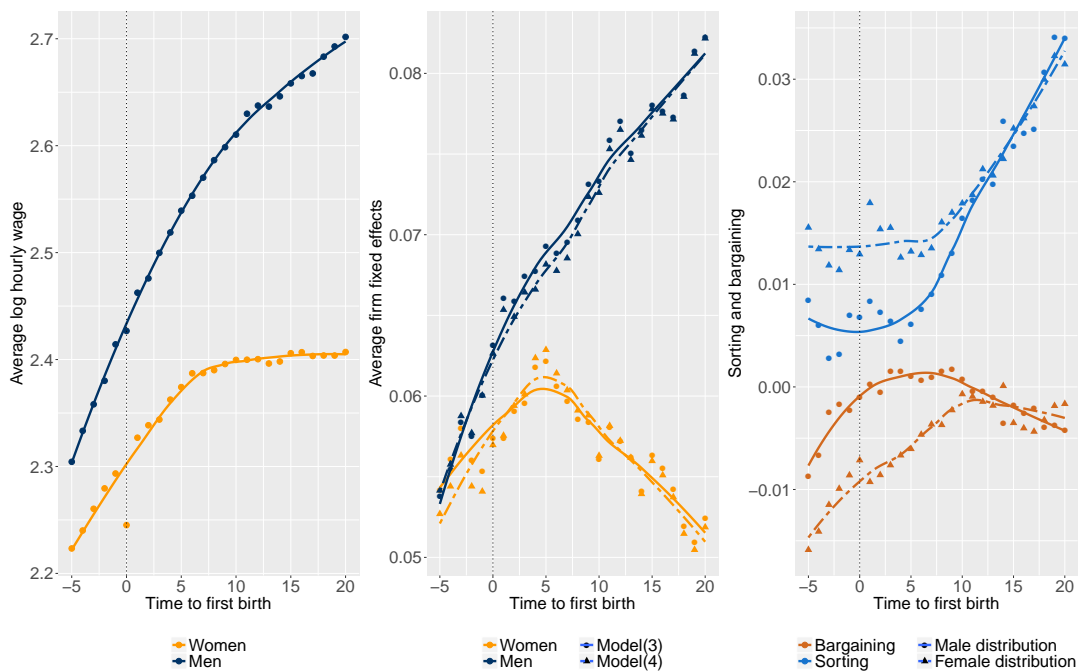 Average log hourly wage
2.7
2.6
2.5
2.4
2.3
2.2
−5 0 5 10 15 20
Time to first birth
Women
Men
Average firm fixed effects
0.08
0.07
0.06
0.05
−5 0 5 10 15 20
Time to first birth
Women Model(3)
Men Model(4)
Sorting and bargaining
0.03
0.02
0.01
0.00
−0.01
−5 0 5 10 15 20
Time to first birth
Bargaining Male distribution
Sorting Female distribution